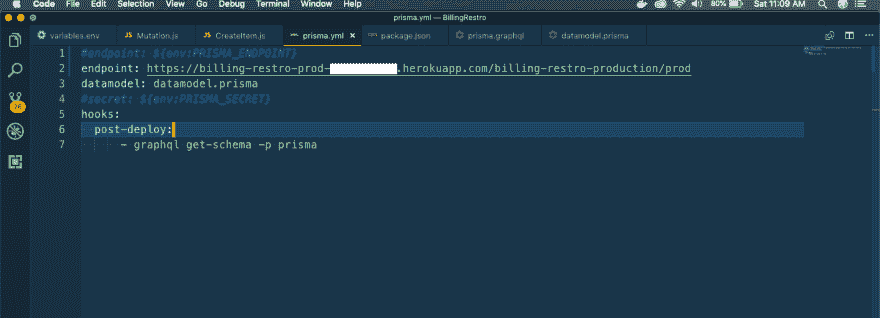 Code File Edit Selection View Go Debug Terminal Window Help 80% Sat 11:09 AM
prisma.yml — BillingRestro
variables.env JS Mutation.js JS CreateItem.js prisma.yml × package.json prisma.graphql datamodel.prisma
1 #endpoint: ${env:PRISMA_ENDPOINT}
2 endpoint: https://billing-restro-prod- .herokuapp.com/billing-restro-production/prod
3 datamodel: datamodel.prisma
4 #secret: ${env:PRISMA_SECRET}
5 hooks:
6 post-deploy:
7 - graphql get-schema -p prisma